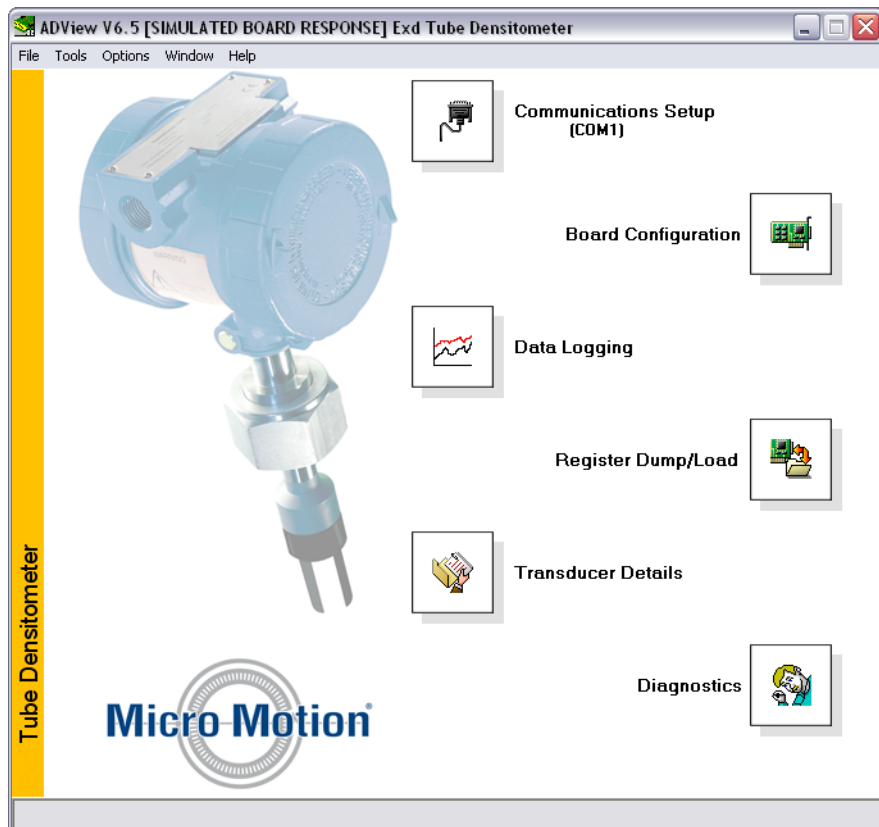 ADView V6.5 [SIMULATED BOARD RESPONSE] Exd Tube Densitometer
File Tools Options Window Help
Communications Setup
(COM1)
Board Configuration
Data Logging
Register Dump/Load
Transducer Details
Diagnostics
Tube Densitometer
Micro Motion®